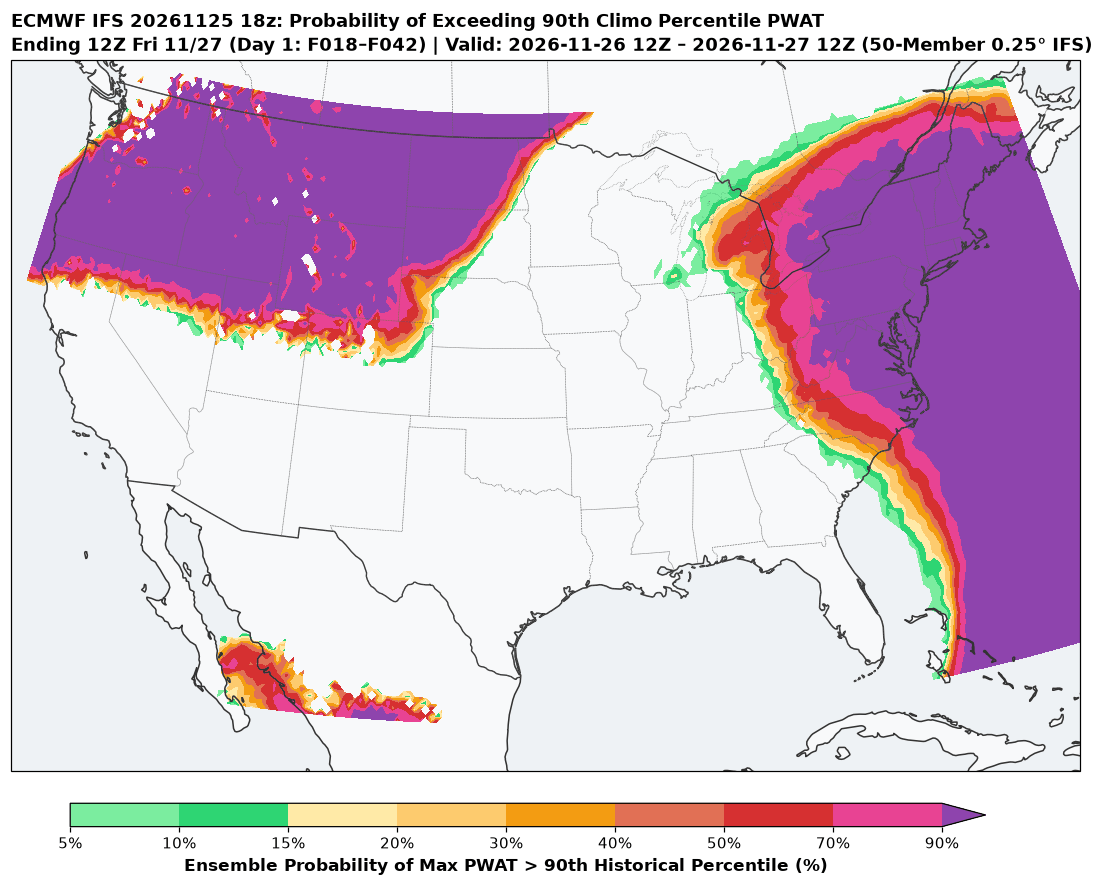 ECMWF IFS 20261125 18z: Probability of Exceeding 90th Climo Percentile PWAT
Ending 12Z Fri 11/27 (Day 1: F018–F042) | Valid: 2026-11-26 12Z – 2026-11-27 12Z (50-Member 0.25° IFS)
5% 10% 15% 20% 30% 40% 50% 70% 90%
Ensemble Probability of Max PWAT > 90th Historical Percentile (%)